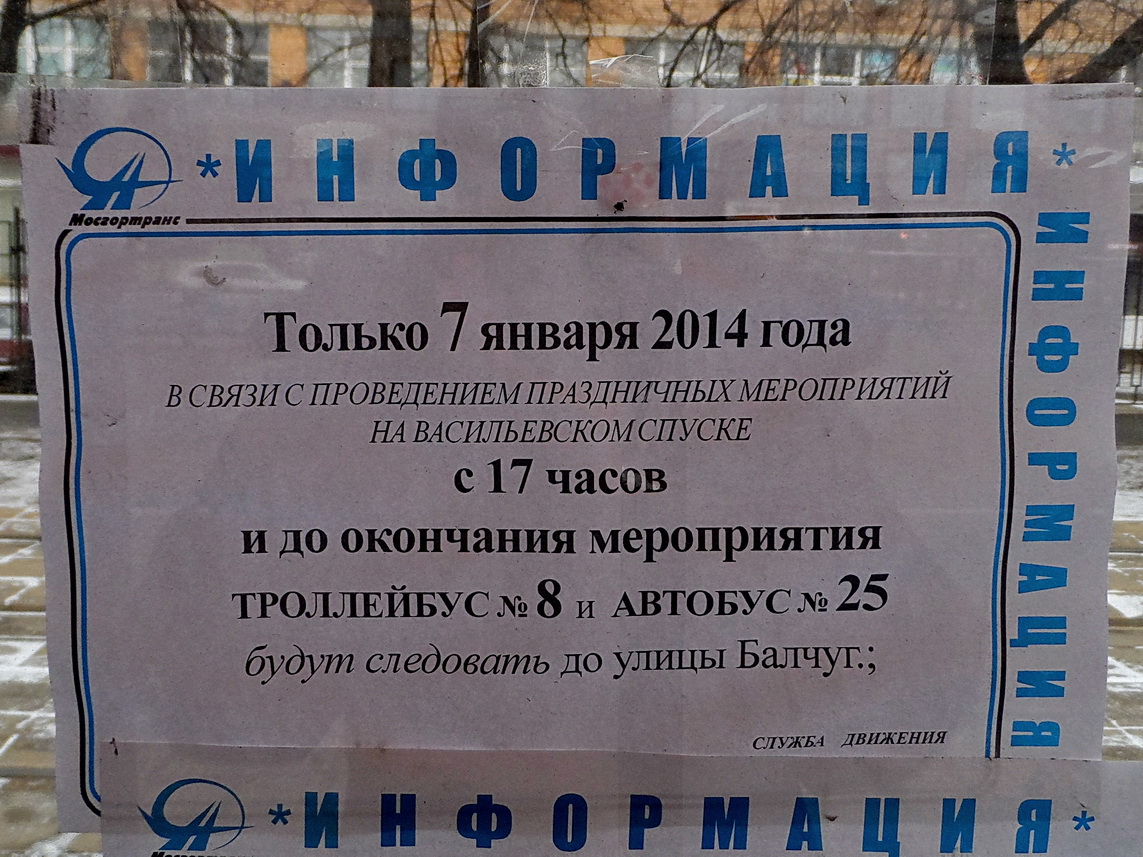 *ИНФОРМАЦИЯ*
Мосгортранс
ИНФОРМАЦИЯ
Только 7 января 2014 года
В СВЯЗИ С ПРОВЕДЕНИЕМ ПРАЗДНИЧНЫХ МЕРОПРИЯТИЙ
НА ВАСИЛЬЕВСКОМ СПУСКЕ
с 17 часов
и до окончания мероприятия
ТРОЛЛЕЙБУС № 8 и АВТОБУС № 25
будут следовать до улицы Балчуг.;
СЛУЖБА ДВИЖЕНИЯ
*ИНФОРМАЦИЯ*
Мосгортранс